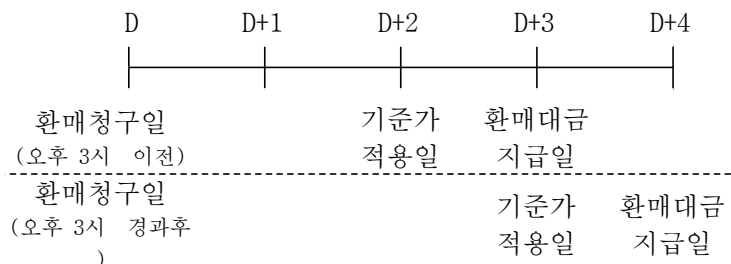 D D+1 D+2 D+3 D+4
환매청구일 기준가 환매대금
(오후 3시 이전) 적용일 지급일
환매청구일 기준가 환매대금
(오후 3시 경과후 적용일 지급일
)